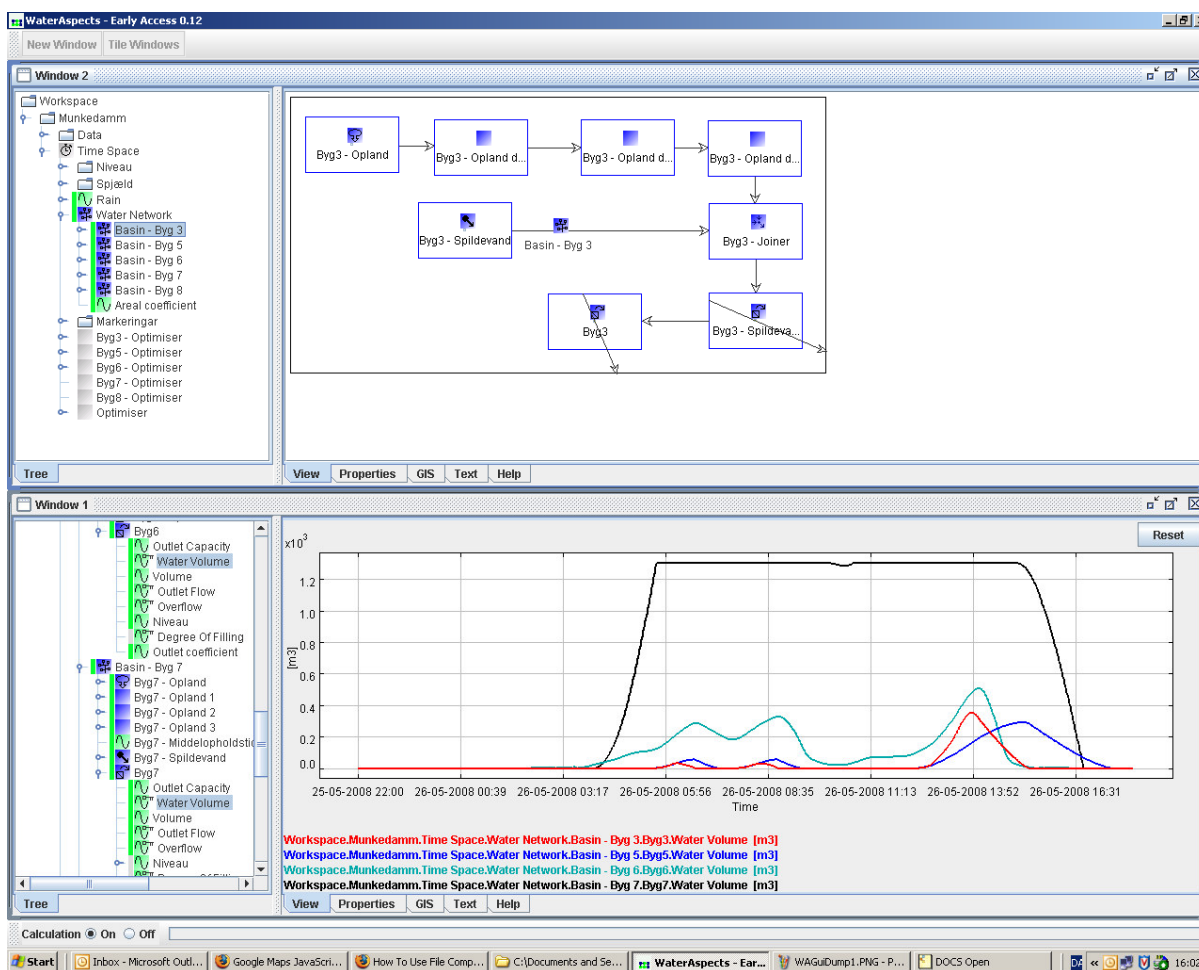 WaterAspects - Early Access 0.12
New Window Tile Windows
Window 2
Workspace
Munkedamm
Data
Time Space
Niveau
Spjæld
Rain
Water Network
Basin - Byg 3
Basin - Byg 5
Basin - Byg 6
Basin - Byg 7
Basin - Byg 8
Areal coefficient
Markeringar
Byg3 - Optimiser
Byg5 - Optimiser
Byg6 - Optimiser
Byg7 - Optimiser
Byg8 - Optimiser
Optimiser
Tree
Byg3 - Opland
Byg3 - Opland d...
Byg3 - Opland d...
Byg3 - Opland d...
Byg3 - Spildevand
Basin - Byg 3
Byg3 - Joiner
Byg3
Byg3 - Spildeva...
View Properties GIS Text Help
Window 1
Byg6
Outlet Capacity
Water Volume
Volume
Outlet Flow
Overflow
Niveau
Degree Of Filling
Outlet coefficient
Basin - Byg 7
Byg7 - Opland
Byg7 - Opland 1
Byg7 - Opland 2
Byg7 - Opland 3
Byg7 - Middelopholdstid
Byg7 - Spildevand
Byg7
Outlet Capacity
Water Volume
Volume
Outlet Flow
Overflow
Niveau
Tree
Reset
x10³
1.2
1.0
0.8
0.6
0.4
0.2
0.0
[m3]
25-05-2008 22:00 26-05-2008 00:39 26-05-2008 03:17 26-05-2008 05:56 26-05-2008 08:35 26-05-2008 11:13 26-05-2008 13:52 26-05-2008 16:31
Time
Workspace.Munkedamm.Time Space.Water Network.Basin - Byg 3.Byg3.Water Volume [m3]
Workspace.Munkedamm.Time Space.Water Network.Basin - Byg 5.Byg5.Water Volume [m3]
Workspace.Munkedamm.Time Space.Water Network.Basin - Byg 6.Byg6.Water Volume [m3]
Workspace.Munkedamm.Time Space.Water Network.Basin - Byg 7.Byg7.Water Volume [m3]
View Properties GIS Text Help
Calculation On Off
Start Inbox - Microsoft Outl... Google Maps JavaScri... How To Use File Comp... C:\Documents and Se... WaterAspects - Ear... WAGuiDump1.PNG - P... DOCS Open DA « 16:02